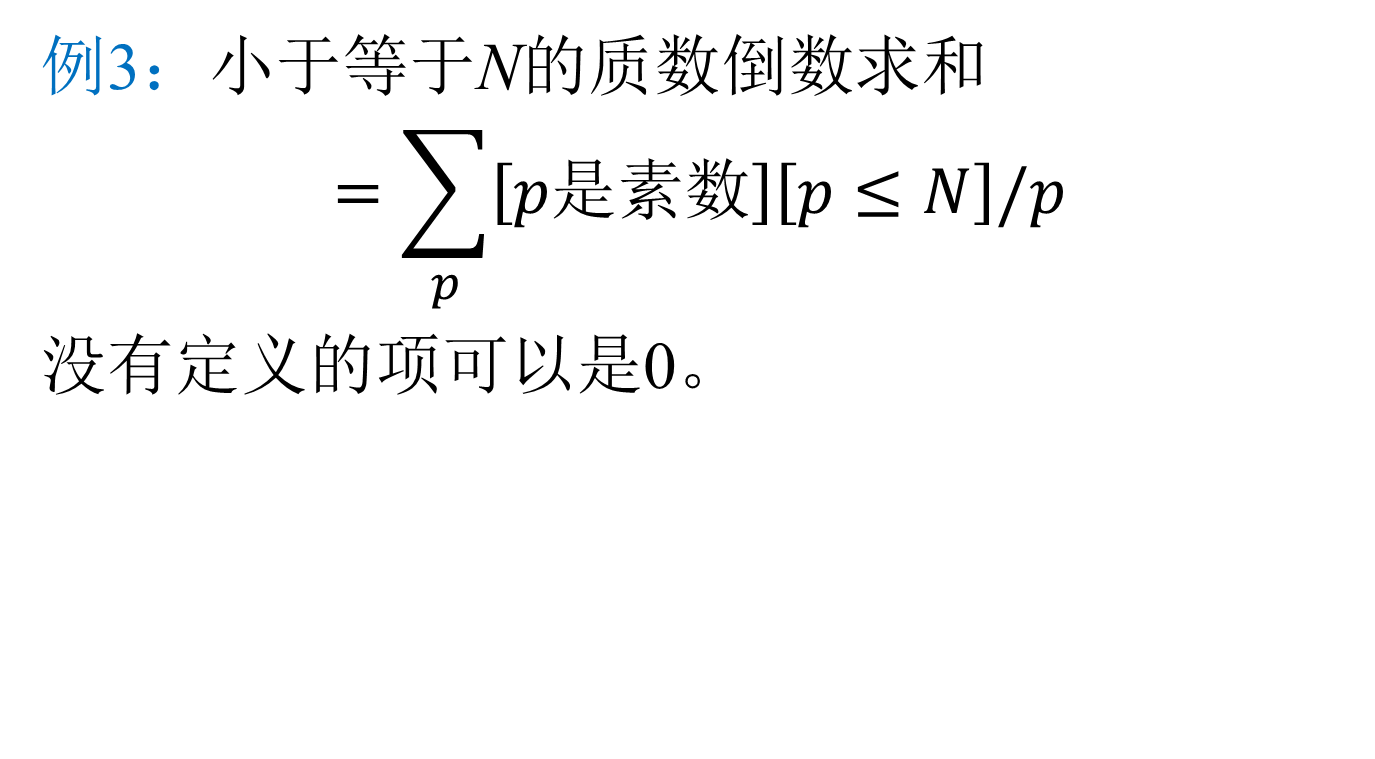 例3：小于等于N的质数倒数求和
= ∑ [p是素数][p ≤ N]/p
p
没有定义的项可以是0。